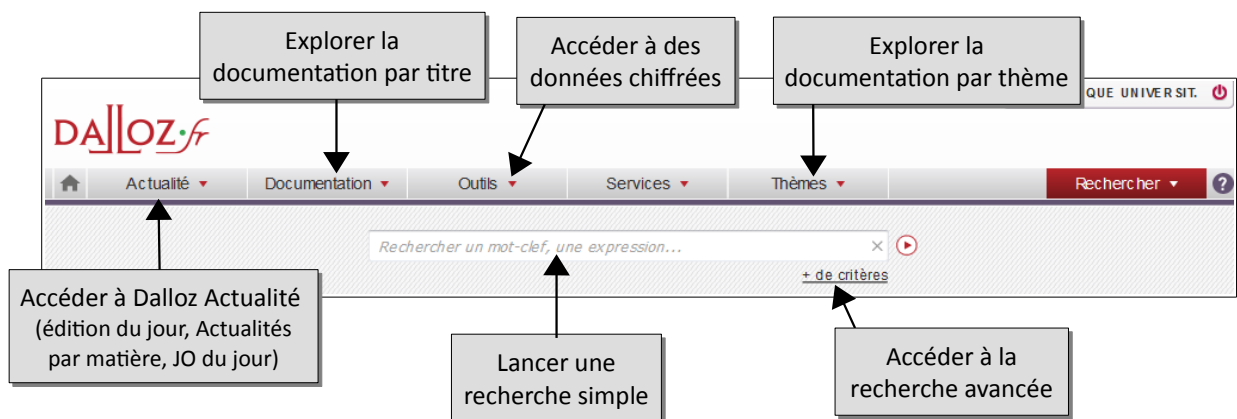 Explorer la
documentation par titre
Accéder à des
données chiffrées
Explorer la
documentation par thème
QUE UNIVERSIT.
DALLOZ.fr
Actualité
Documentation
Outils
Services
Thèmes
Rechercher
?
Rechercher un mot-clef, une expression...
+ de critères
Accéder à Dalloz Actualité
(édition du jour, Actualités
par matière, JO du jour)
Lancer une
recherche simple
Accéder à la
recherche avancée